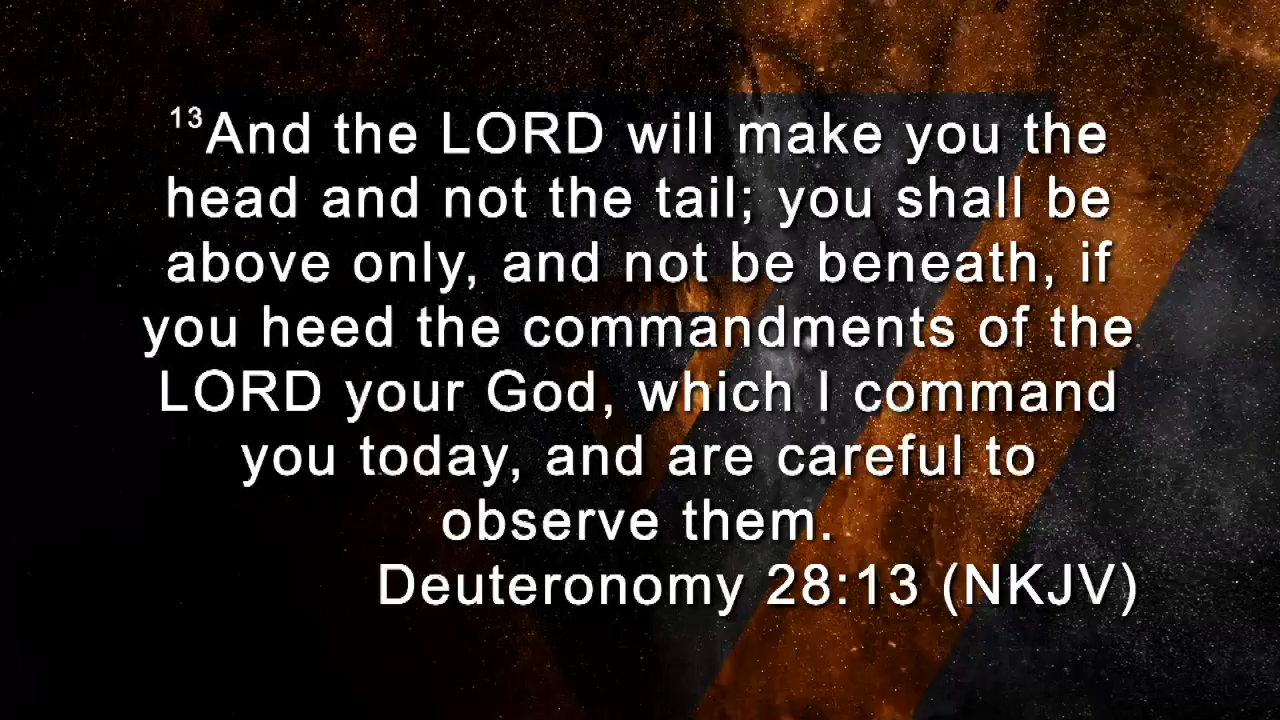 13And the LORD will make you the
head and not the tail; you shall be
above only, and not be beneath, if
you heed the commandments of the
LORD your God, which I command
you today, and are careful to
observe them.
Deuteronomy 28:13 (NKJV)